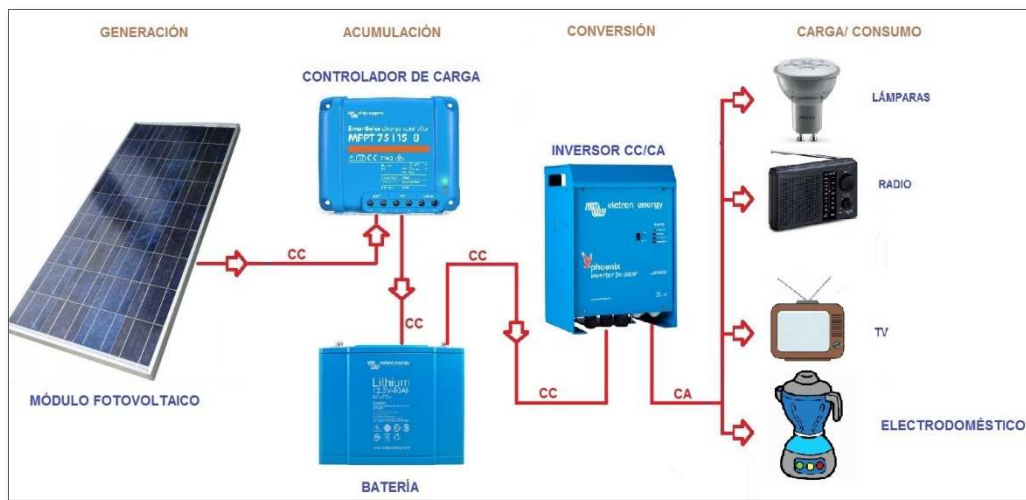 GENERACIÓN
ACUMULACIÓN
CONVERSIÓN
CARGA/ CONSUMO
CONTROLADOR DE CARGA
MPPT 75 | 15
INVERSOR CC/CA
victron energy
phoenix
inverter
LÁMPARAS
RADIO
CC
CC
CC
CC
CA
Lithium
TV
MÓDULO FOTOVOLTAICO
BATERÍA
ELECTRODOMÉSTICO